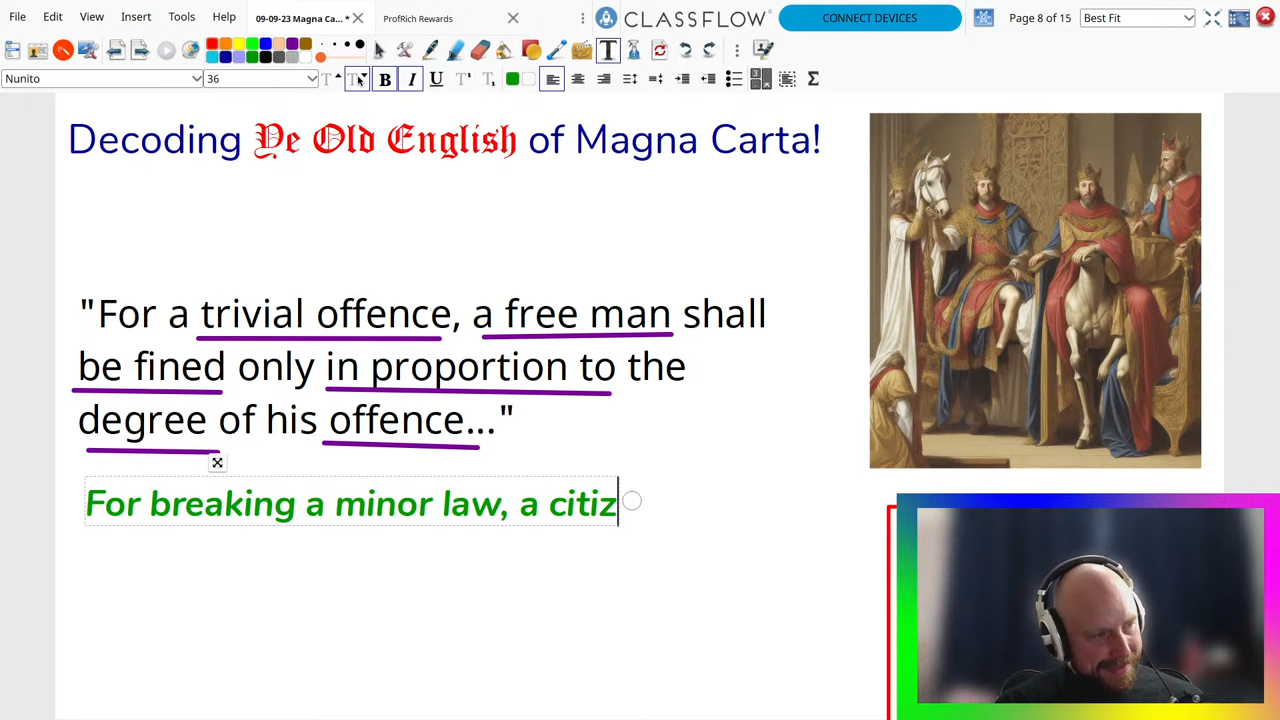 09-09-23 Magna Ca... *
ProfRich Rewards
File Edit View Insert Tools Help
CLASSFLOW
CONNECT DEVICES
Page 8 of 15
Best Fit
Nunito
36
B I U
Decoding Ye Old English of Magna Carta!
"For a trivial offence, a free man shall
be fined only in proportion to the
degree of his offence..."
For breaking a minor law, a citiz